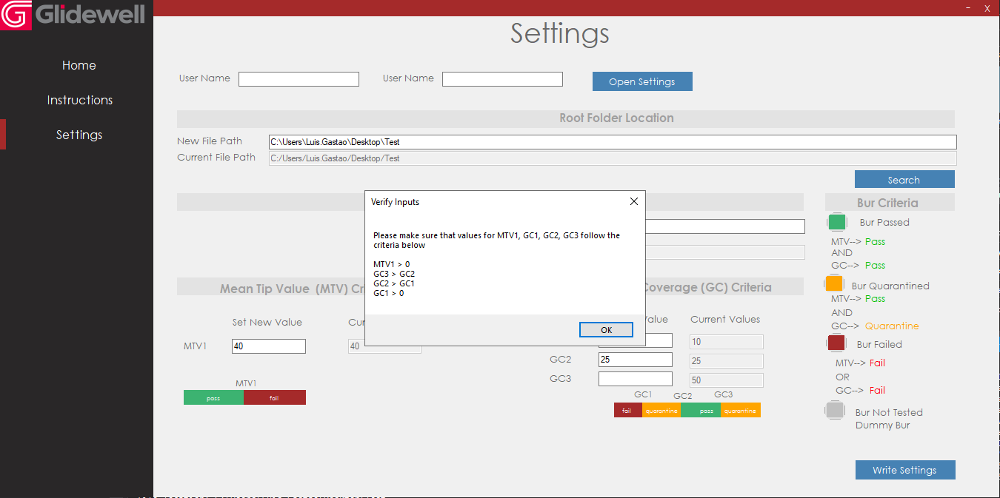 Glidewell
Home
Instructions
Settings
- X
Settings
User Name
User Name
Open Settings
Root Folder Location
New File Path
C:\Users\Luis.Gastao\Desktop\Test
Current File Path
C:/Users/Luis.Gastao/Desktop/Test
Search
Verify Inputs
Please make sure that values for MTV1, GC1, GC2, GC3 follow the
criteria below
MTV1 > 0
GC3 > GC2
GC2 > GC1
GC1 > 0
OK
Mean Tip Value (MTV) Cr
Set New Value
Cur
MTV1
40
40
MTV1
pass
fail
Coverage (GC) Criteria
Value
Current Values
10
GC2
25
25
GC3
50
GC1
GC2
GC3
fail
quarantine
pass
quarantine
Bur Criteria
Bur Passed
MTV--> Pass
AND
GC--> Pass
Bur Quarantined
MTV--> Pass
AND
GC--> Quarantine
Bur Failed
MTV--> Fail
OR
GC--> Fail
Bur Not Tested
Dummy Bur
Write Settings